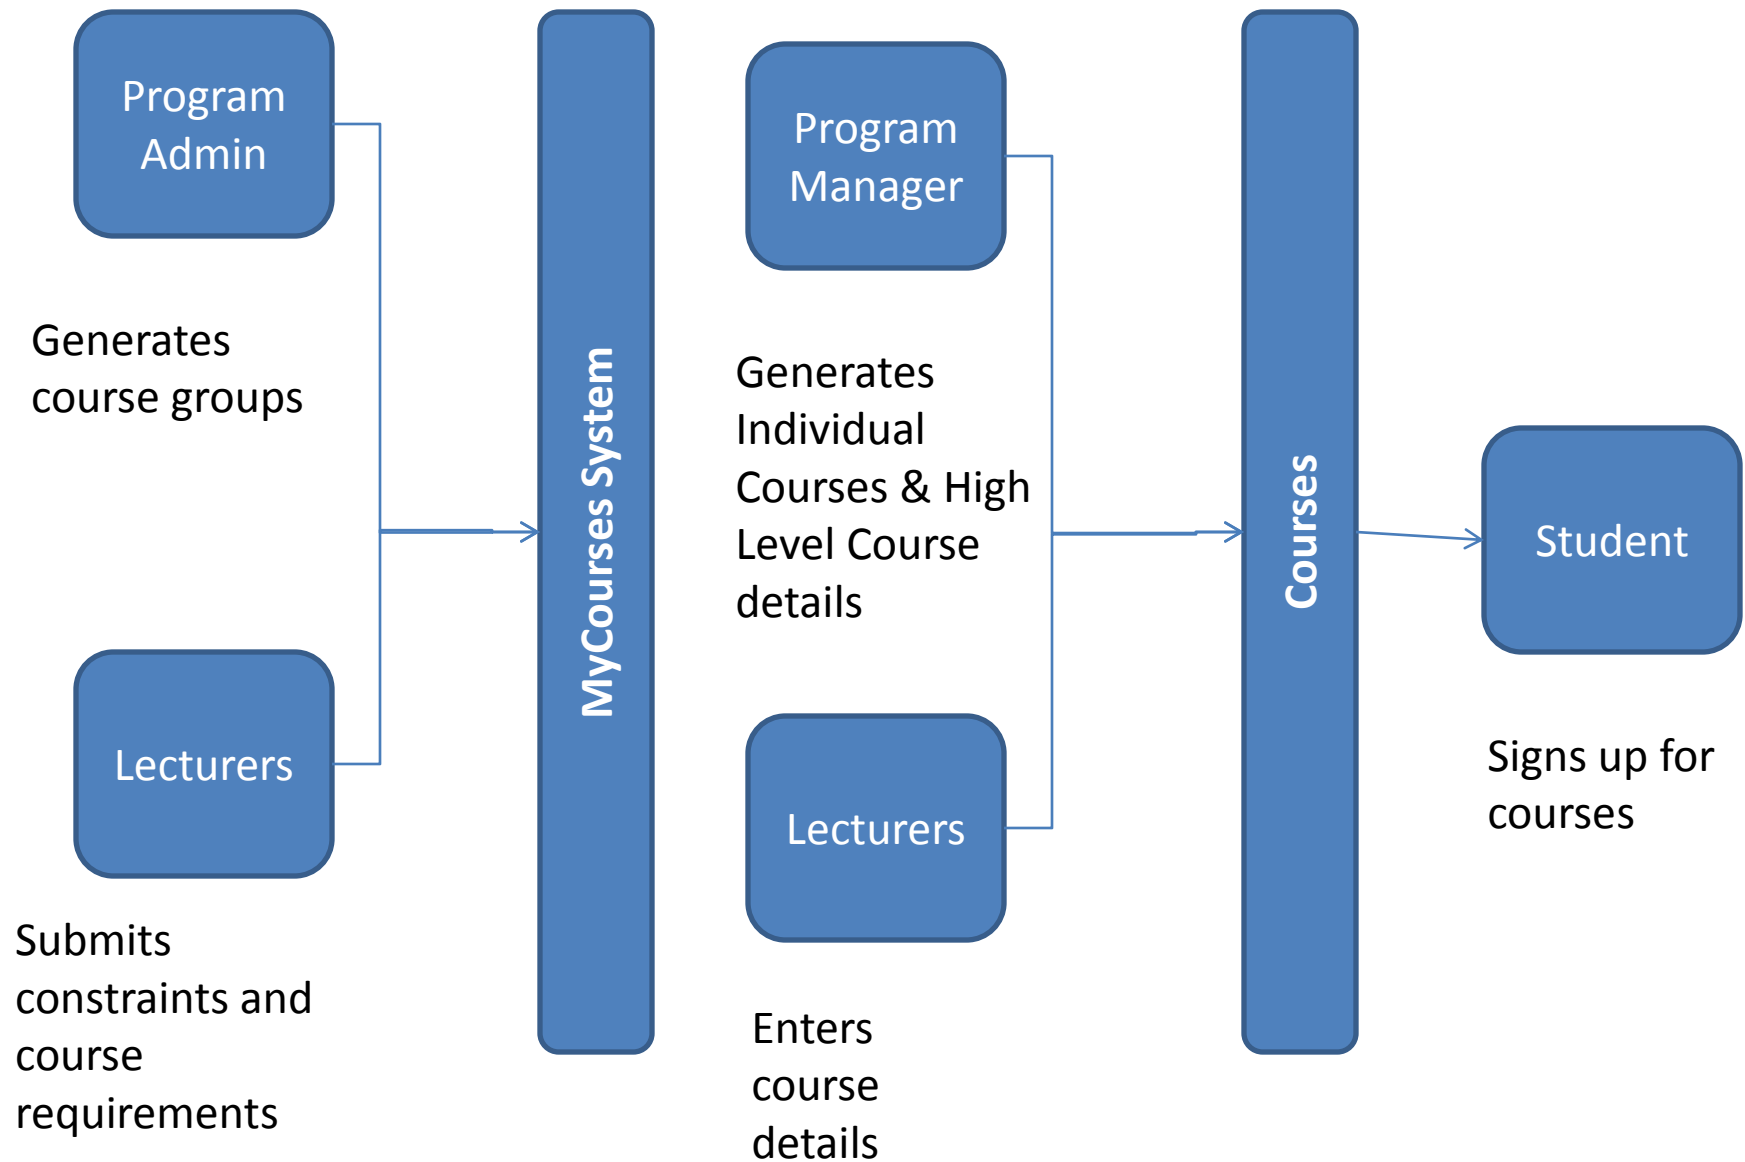 Program
Admin
Generates
course groups
Lecturers
Submits
constraints and
course
requirements
MyCourses System
Program
Manager
Generates
Individual
Courses & High
Level Course
details
Lecturers
Enters
course
details
Courses
Student
Signs up for
courses